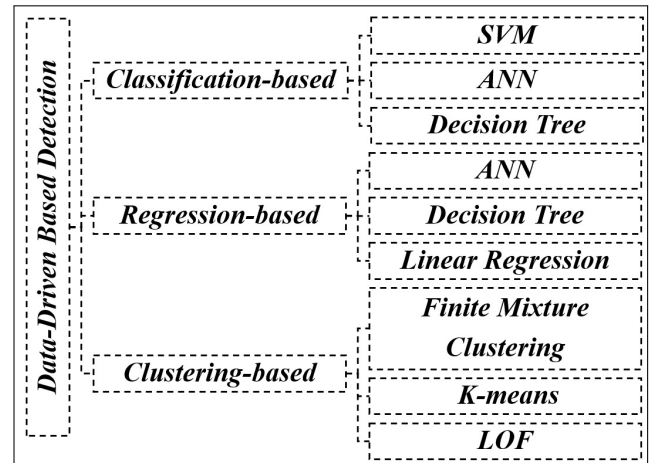 Data-Driven Based Detection
Classification-based
SVM
ANN
Decision Tree
Regression-based
ANN
Decision Tree
Linear Regression
Clustering-based
Finite Mixture
Clustering
K-means
LOF